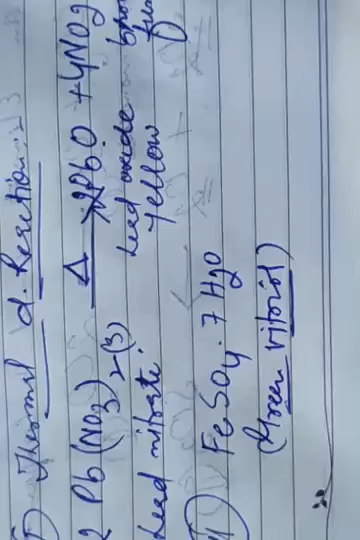 Thermal d. Reaction
2 Pb(NO3)2(s) Δ→ 2PbO + 4NO2
Lead nitrate Lead oxide
yellow
FeSO4.7H2O
(Green vitriol)